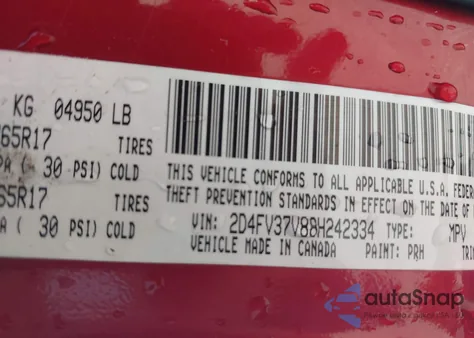 KG 04950 LB
65R17 TIRES
PA ( 30 PSI) COLD
65R17 TIRES
PA ( 30 PSI) COLD
THIS VEHICLE CONFORMS TO ALL APPLICABLE U.S.A. FEDER
THEFT PREVENTION STANDARDS IN EFFECT ON THE DATE
VIN: 2D4FV37V88H242334 TYPE: MPV
VEHICLE MADE IN CANADA PAINT: PRH TRI
autoSnap